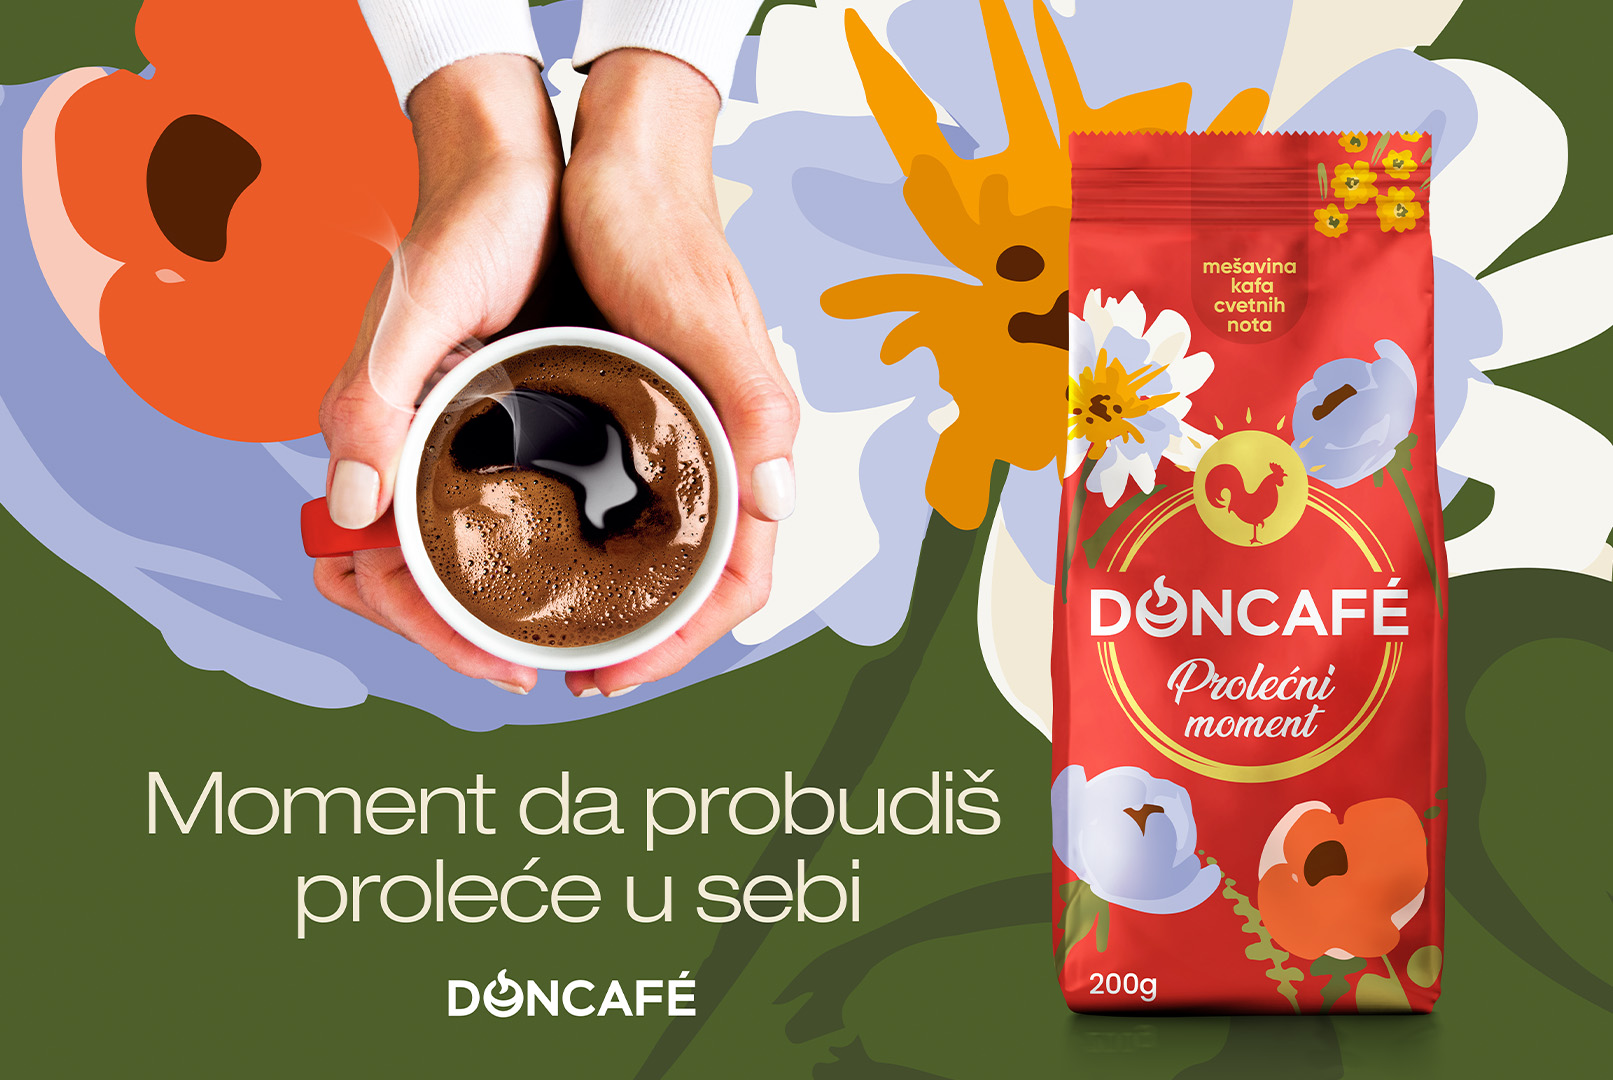 mešavina
kafa
cvetnih
nota
DONCAFÉ
Prolećni
moment
200g
Moment da probudiš
proleće u sebi
DONCAFÉ